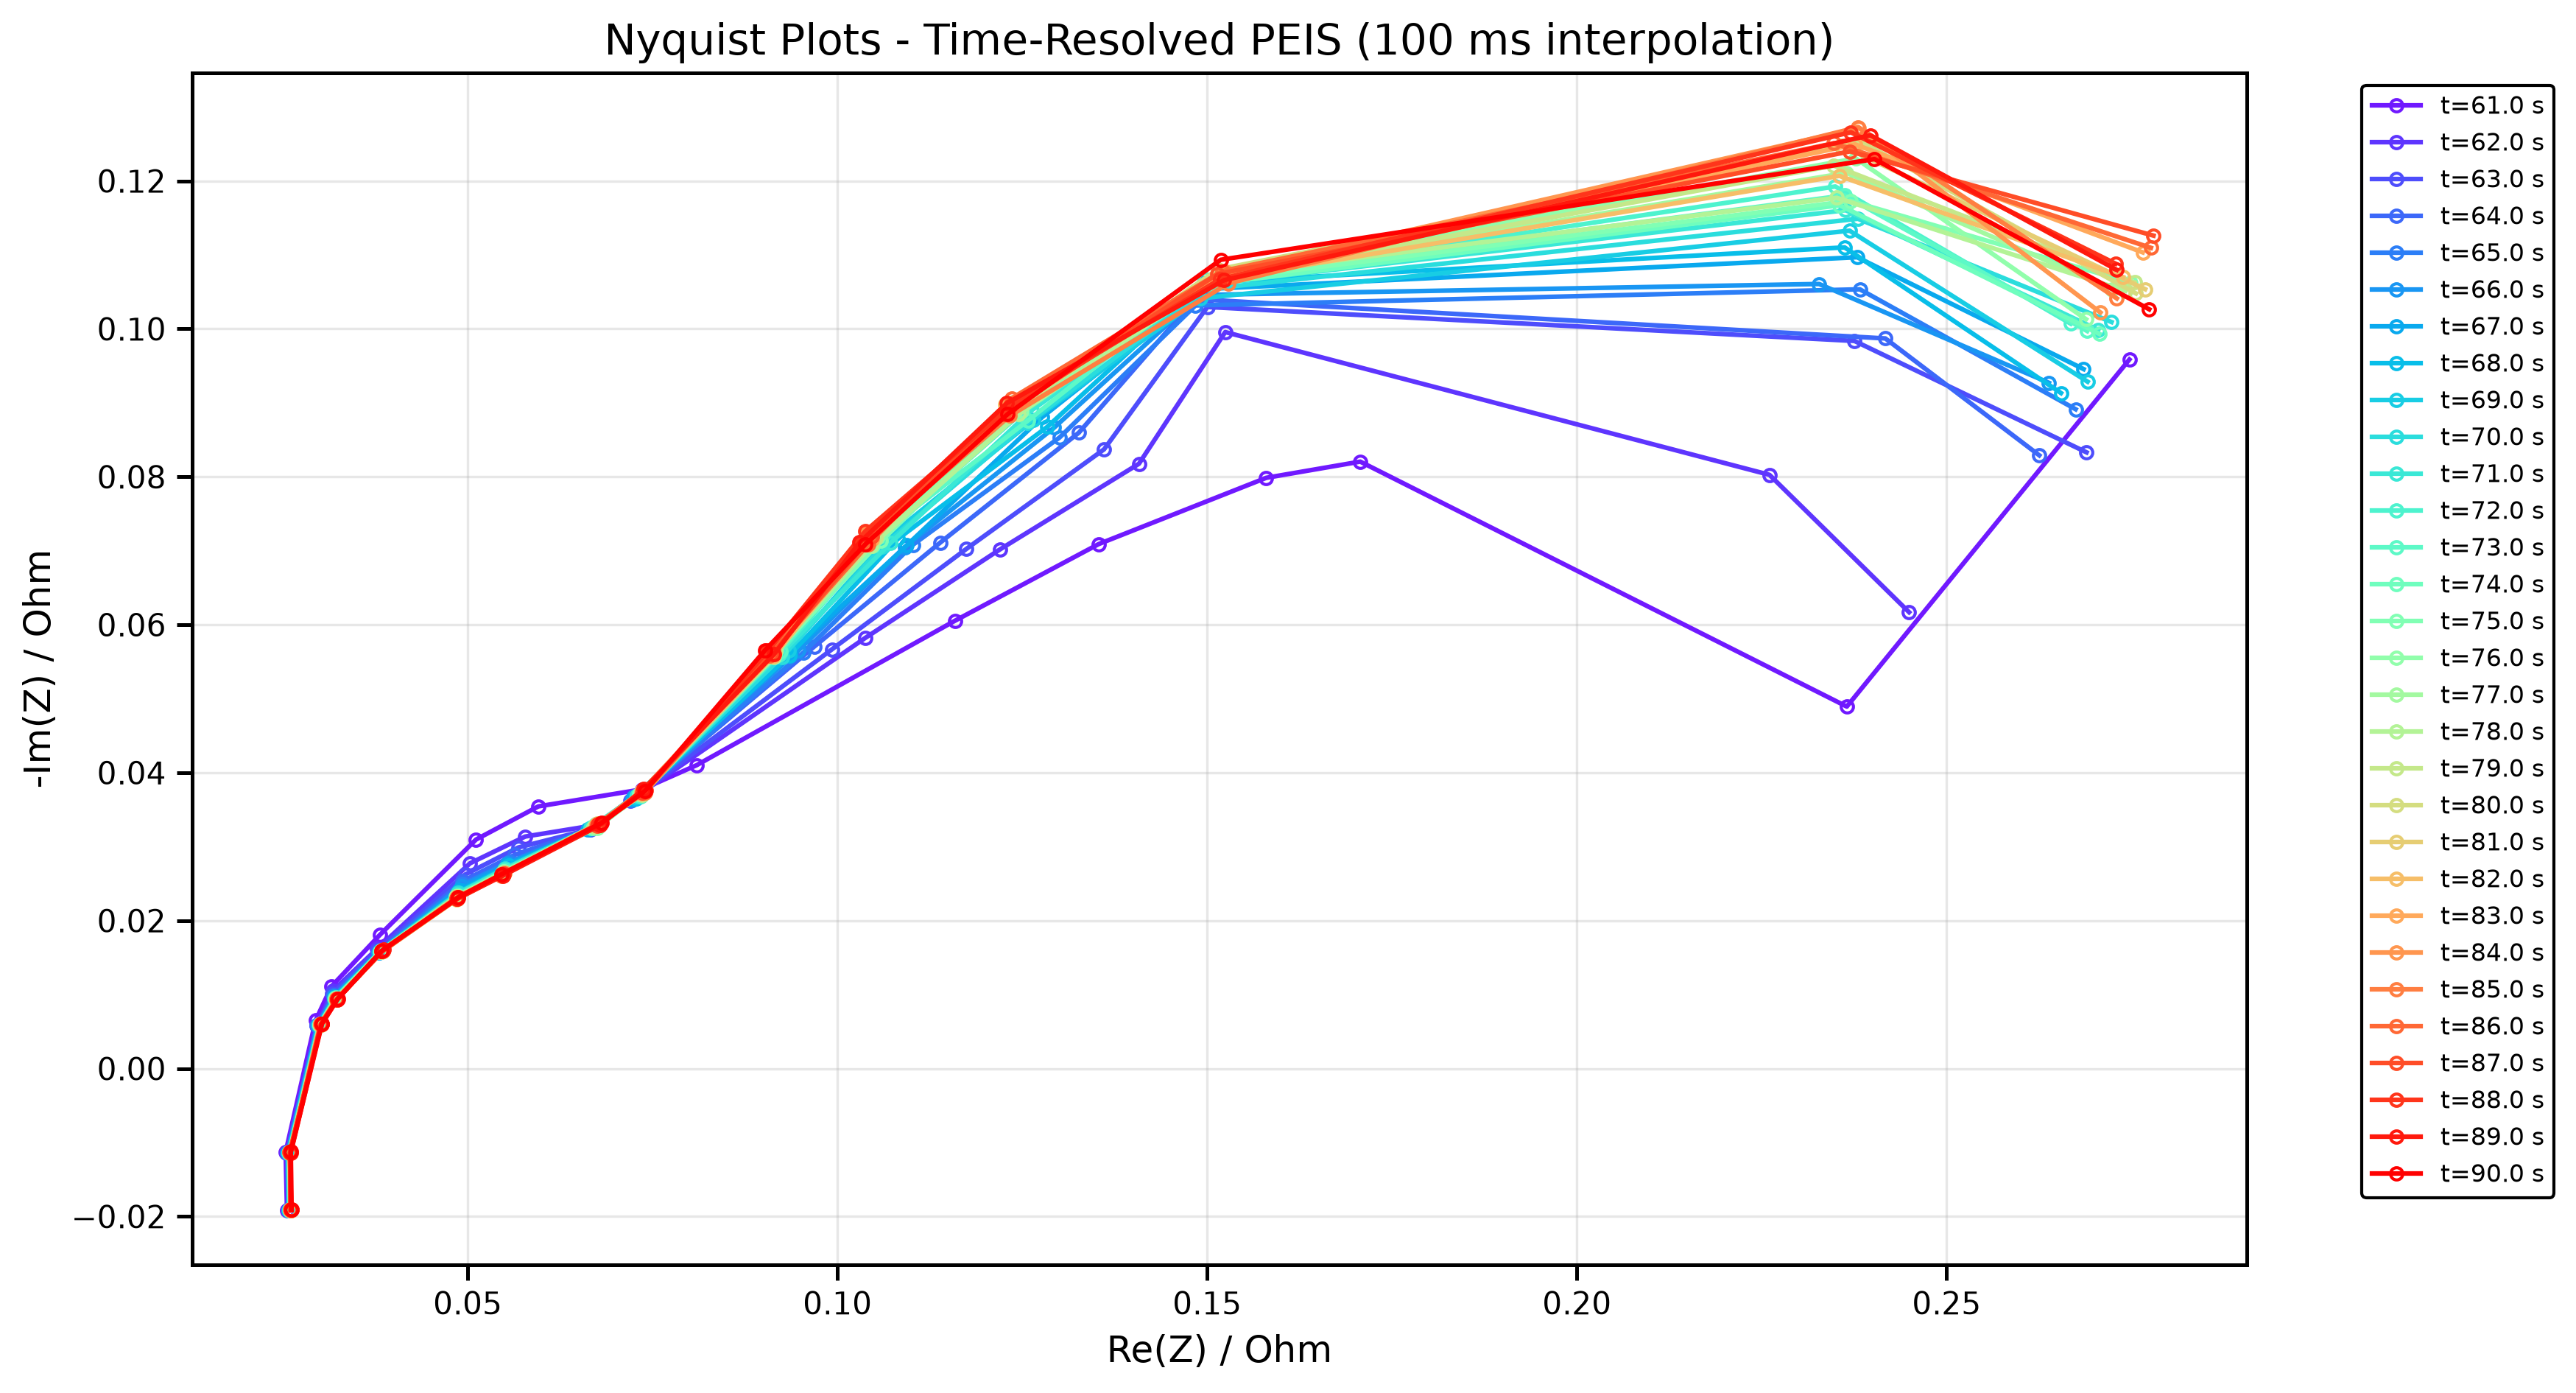 Nyquist Plots - Time-Resolved PEIS (100 ms interpolation)
0.12
0.10
0.08
0.06
0.04
0.02
0.00
−0.02
-Im(Z) / Ohm
0.05 0.10 0.15 0.20 0.25
Re(Z) / Ohm
t=61.0 s
t=62.0 s
t=63.0 s
t=64.0 s
t=65.0 s
t=66.0 s
t=67.0 s
t=68.0 s
t=69.0 s
t=70.0 s
t=71.0 s
t=72.0 s
t=73.0 s
t=74.0 s
t=75.0 s
t=76.0 s
t=77.0 s
t=78.0 s
t=79.0 s
t=80.0 s
t=81.0 s
t=82.0 s
t=83.0 s
t=84.0 s
t=85.0 s
t=86.0 s
t=87.0 s
t=88.0 s
t=89.0 s
t=90.0 s